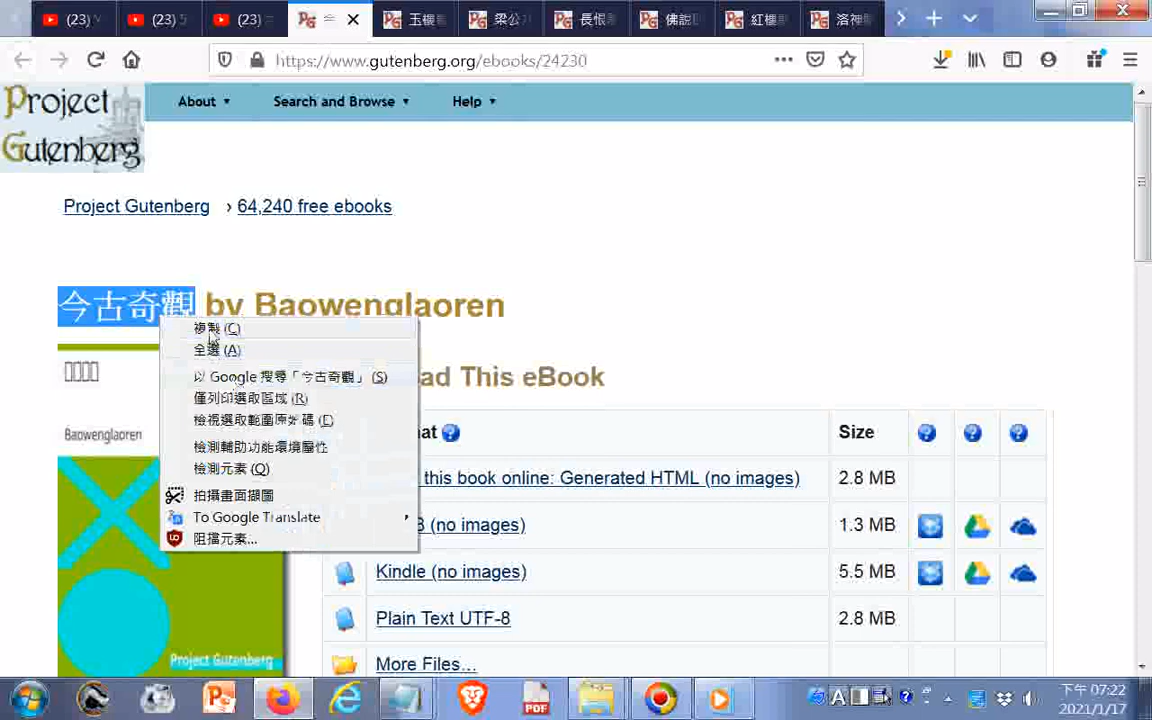 (23)
(23) 5
(23)
玉樓
梁公
長恨
佛說
紅樓
洛神
https://www.gutenberg.org/ebooks/24230
Project
Gutenberg
About
Search and Browse
Help
Project Gutenberg › 64,240 free ebooks
今古奇觀 by Baowenglaoren
複製 (C)
全選 (A)
以 Google 搜尋「今古奇觀」 (S)
僅列印選取區域 (R)
檢視選取範圍原始碼 (E)
檢測輔助功能環境屬性
檢測元素 (Q)
拍攝畫面擷圖
To Google Translate
阻擋元素...
Baowenglaoren
Project Gutenberg
ad This eBook
at Size
this book online: Generated HTML (no images) 2.8 MB
B (no images) 1.3 MB
Kindle (no images) 5.5 MB
Plain Text UTF-8 2.8 MB
More Files...
PDF
A
下午 07:22
2021/1/17